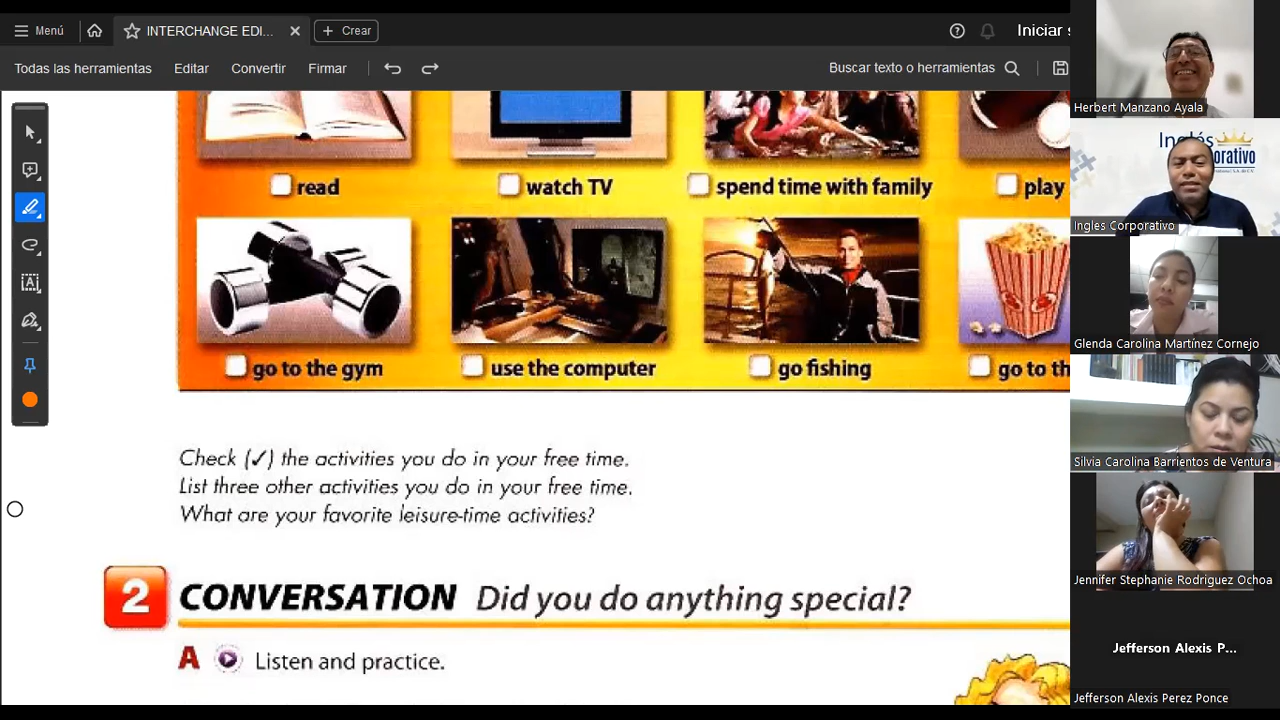 Menú
INTERCHANGE EDI...
Crear
Iniciar s
Todas las herramientas
Editar
Convertir
Firmar
Buscar texto o herramientas
read
watch TV
spend time with family
play
go to the gym
use the computer
go fishing
go to th
Check (✓) the activities you do in your free time.
List three other activities you do in your free time.
What are your favorite leisure-time activities?
2 CONVERSATION Did you do anything special?
A Listen and practice.
Herbert Manzano Ayala
Inglés
orativo
Ingles Corporativo
Glenda Carolina Martínez Cornejo
Silvia Carolina Barrientos de Ventura
Jennifer Stephanie Rodriguez Ochoa
Jefferson Alexis P...
Jefferson Alexis Perez Ponce